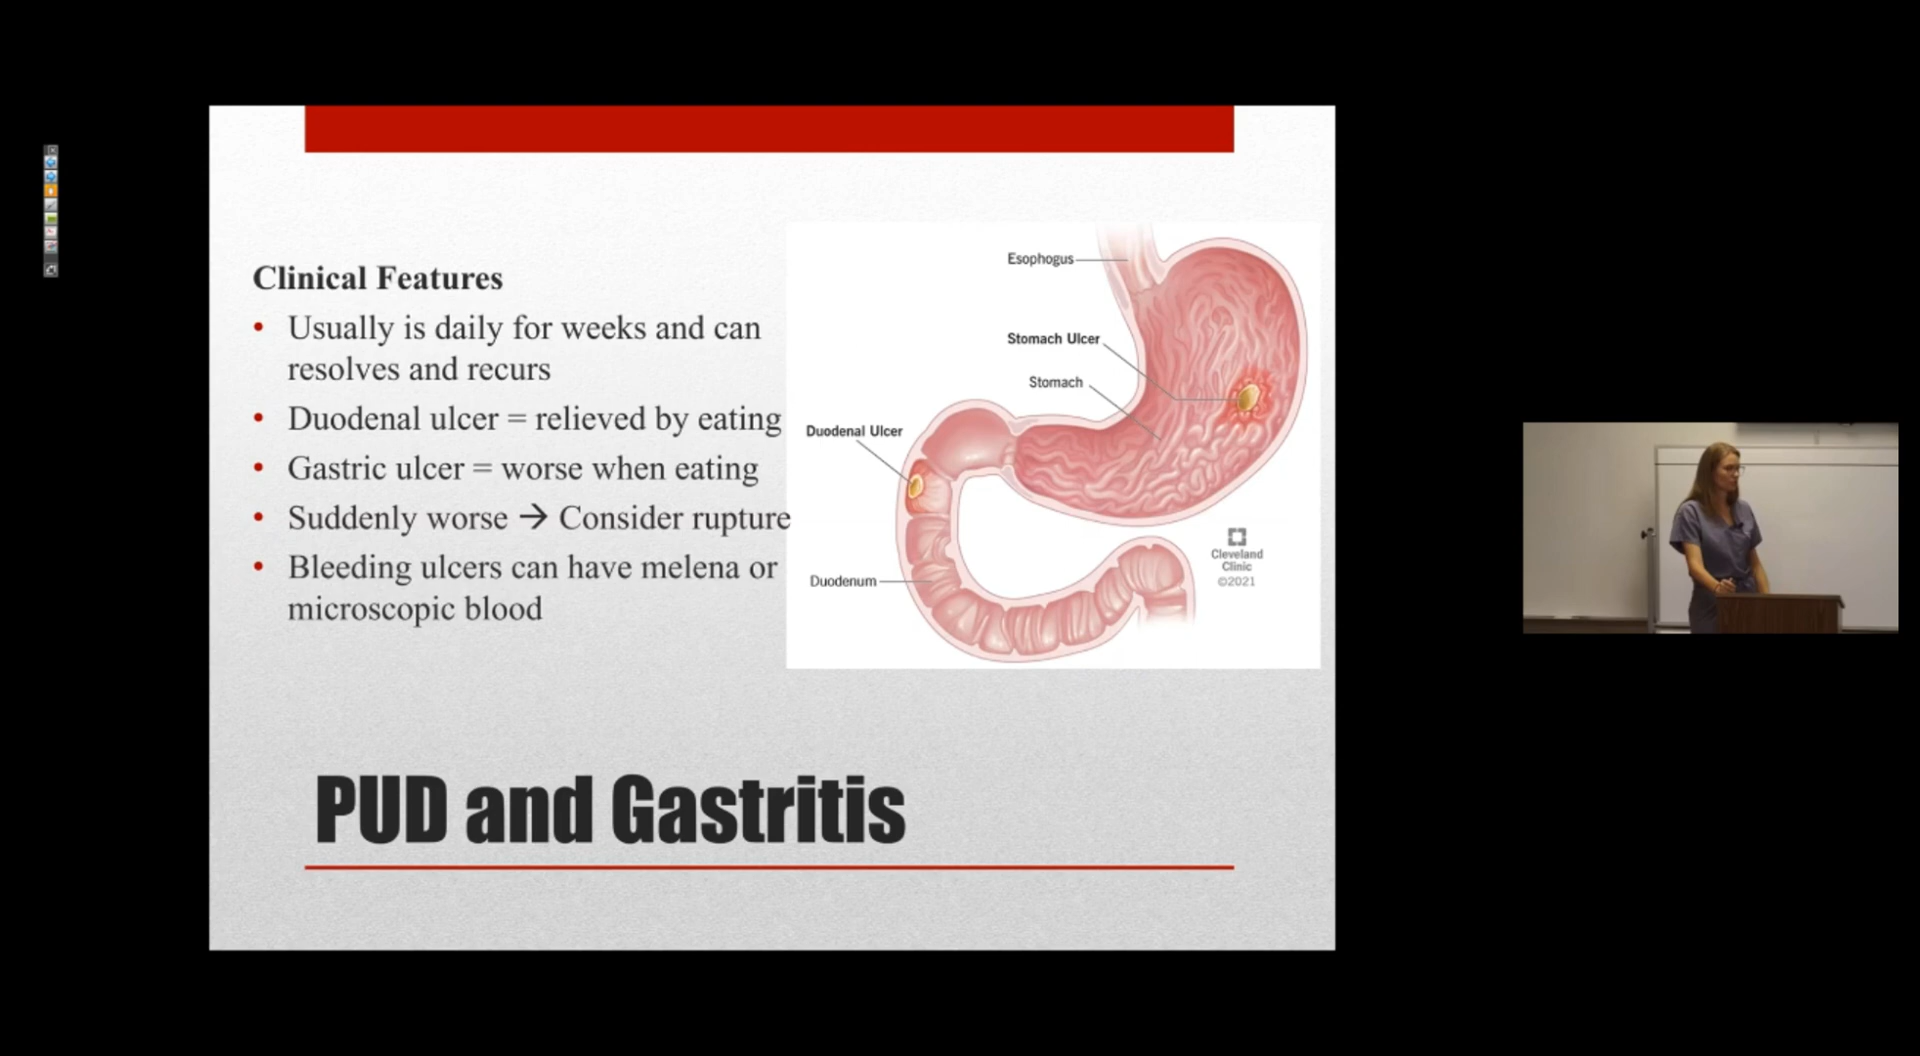 Clinical Features
• Usually is daily for weeks and can
resolves and recurs
• Duodenal ulcer = relieved by eating
• Gastric ulcer = worse when eating
• Suddenly worse → Consider rupture
• Bleeding ulcers can have melena or
microscopic blood
Esophogus
Stomach Ulcer
Stomach
Duodenal Ulcer
Duodenum
Cleveland
Clinic
©2021
PUD and Gastritis